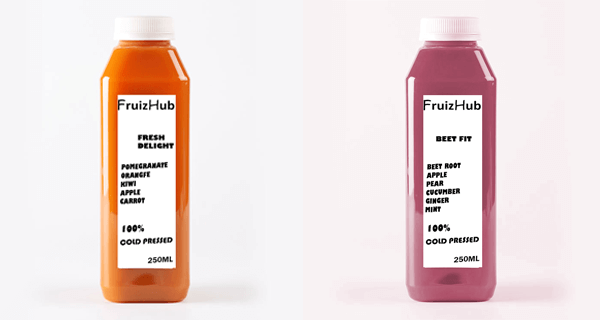 FruizHub
FRESH
DELIGHT
POMEGRANATE
ORANGFE
KIWI
APPLE
CARROT
100%
COLD PRESSED
250ML
FruizHub
BEET FIT
BEET ROOT
APPLE
PEAR
CUCUMBER
GINGER
MINT
100%
COLD PRESSED
250ML